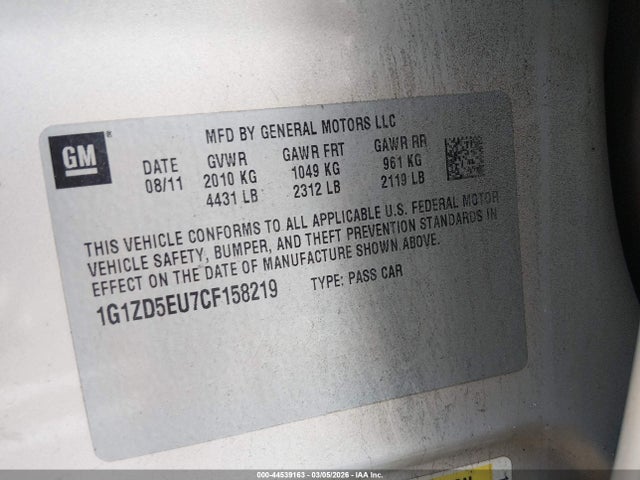 GM
MFD BY GENERAL MOTORS LLC
DATE GVWR GAWR FRT GAWR RR
08/11 2010 KG 1049 KG 961 KG
4431 LB 2312 LB 2119 LB
THIS VEHICLE CONFORMS TO ALL APPLICABLE U.S. FEDERAL MOTOR
VEHICLE SAFETY, BUMPER, AND THEFT PREVENTION STANDARDS IN
EFFECT ON THE DATE OF MANUFACTURE SHOWN ABOVE.
1G1ZD5EU7CF158219 TYPE: PASS CAR
000-44539163 - 03/05/2026 - IAA Inc.